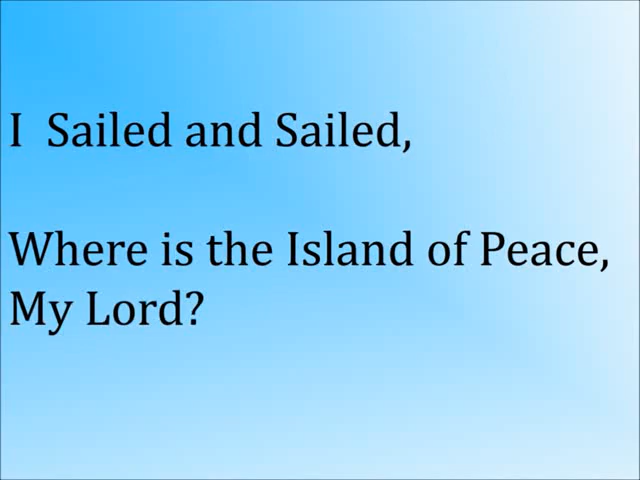 I  Sailed and Sailed,
Where is the Island of Peace,
My Lord?